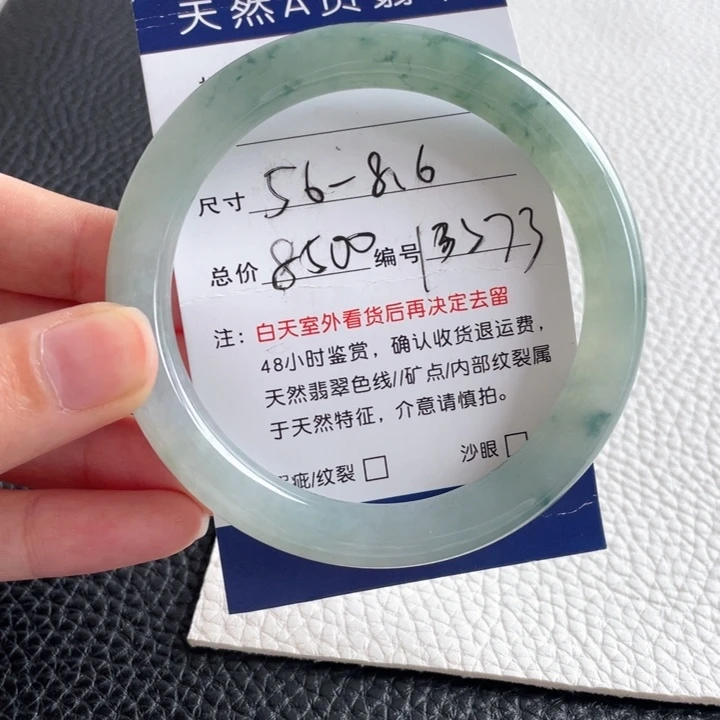 天然A货翡
尺寸 56-8.6
总价 8500 编号 13573
注：白天室外看货后再决定去留
48小时鉴赏，确认收货退运费，
天然翡翠色线//矿点/内部纹裂属
于天然特征，介意请慎拍。
疵/纹裂 □ 沙眼 □